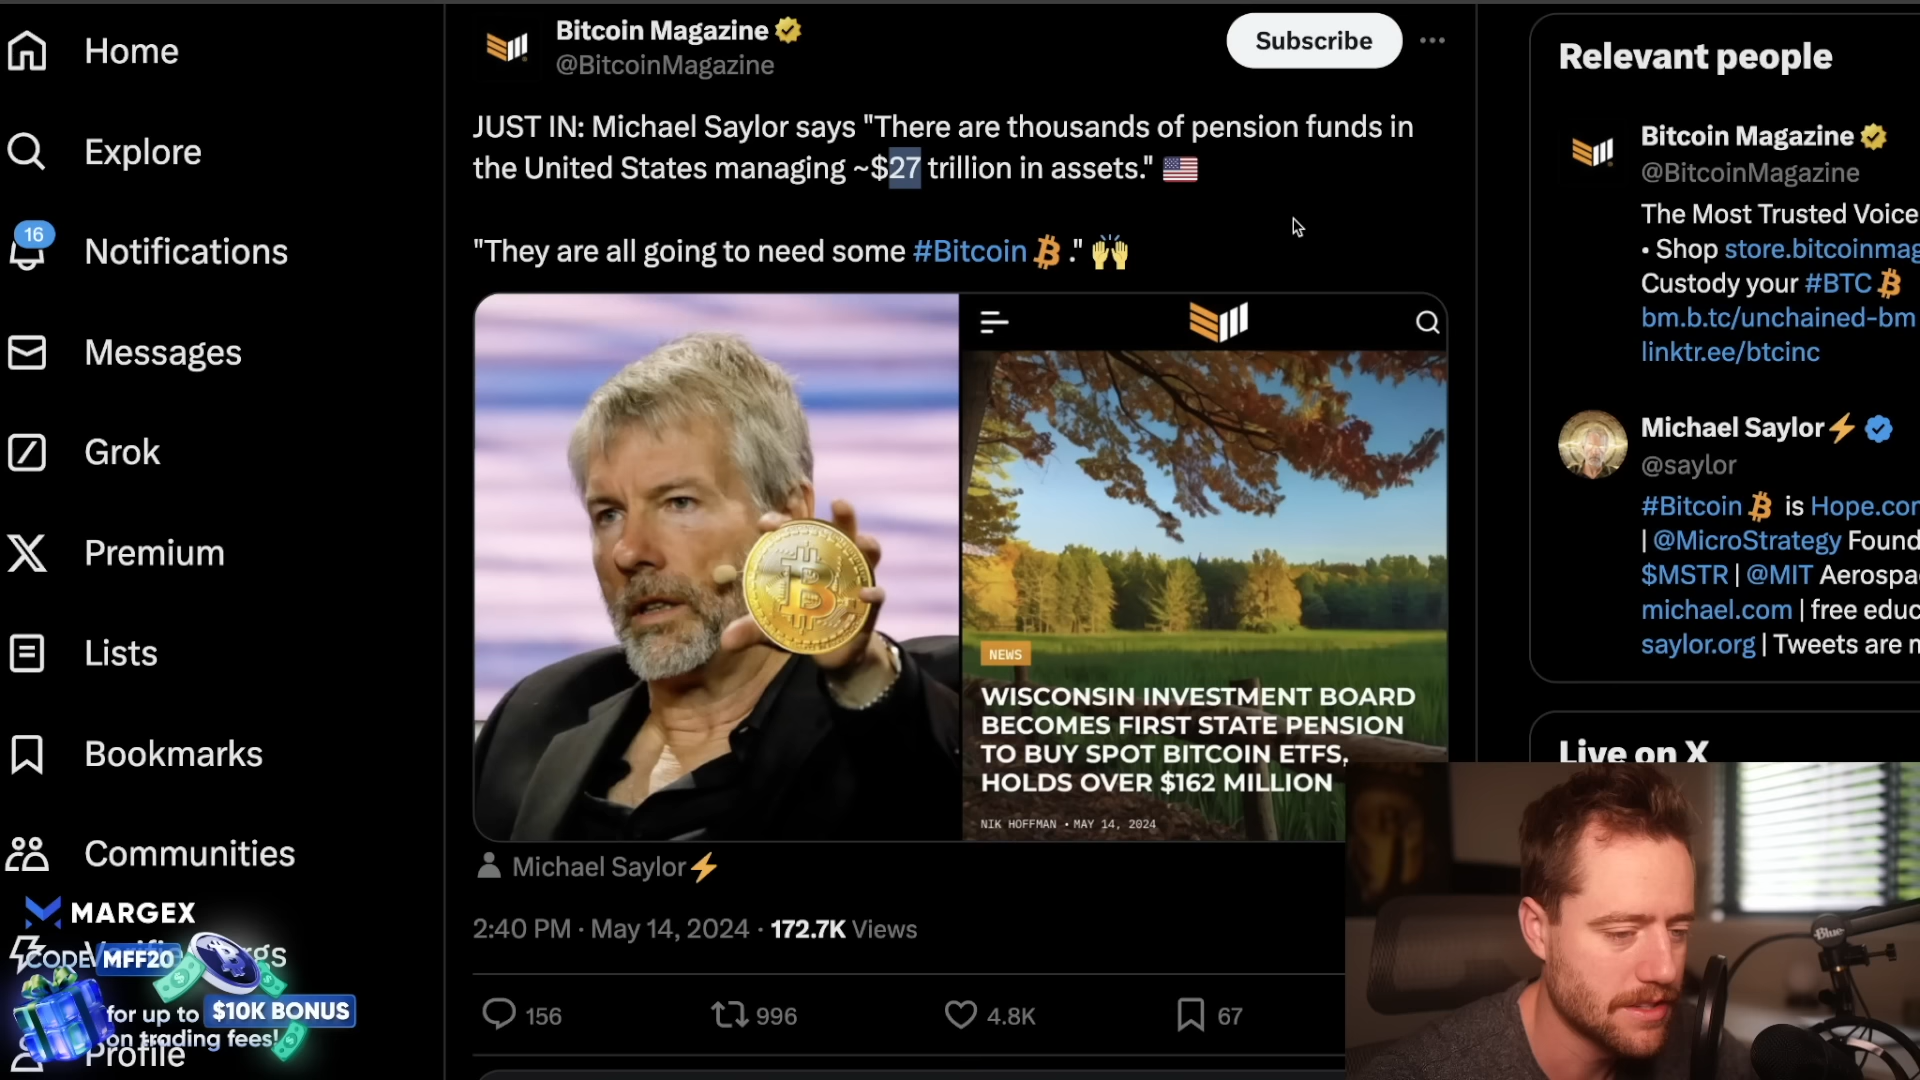 Home
Explore
16
Notifications
Messages
Grok
Premium
Lists
Bookmarks
Communities
MARGEX
CODE MFF20
for up to $10K BONUS
on trading fees!
Profile
Bitcoin Magazine
@BitcoinMagazine
Subscribe
JUST IN: Michael Saylor says "There are thousands of pension funds in
the United States managing ~$27 trillion in assets." 🇺🇸
"They are all going to need some #Bitcoin ." 🙌
NEWS
WISCONSIN INVESTMENT BOARD
BECOMES FIRST STATE PENSION
TO BUY SPOT BITCOIN ETFS,
HOLDS OVER $162 MILLION
NIK HOFFMAN • MAY 14, 2024
Michael Saylor⚡
2:40 PM · May 14, 2024 · 172.7K Views
156
996
4.8K
67
Relevant people
Bitcoin Magazine
@BitcoinMagazine
The Most Trusted Voice
• Shop store.bitcoinmag
Custody your #BTC
bm.b.tc/unchained-bm
linktr.ee/btcinc
Michael Saylor⚡
@saylor
#Bitcoin is Hope.cor
| @MicroStrategy Found
$MSTR | @MIT Aerospa
michael.com | free educ
saylor.org | Tweets are
Live on X
Blue